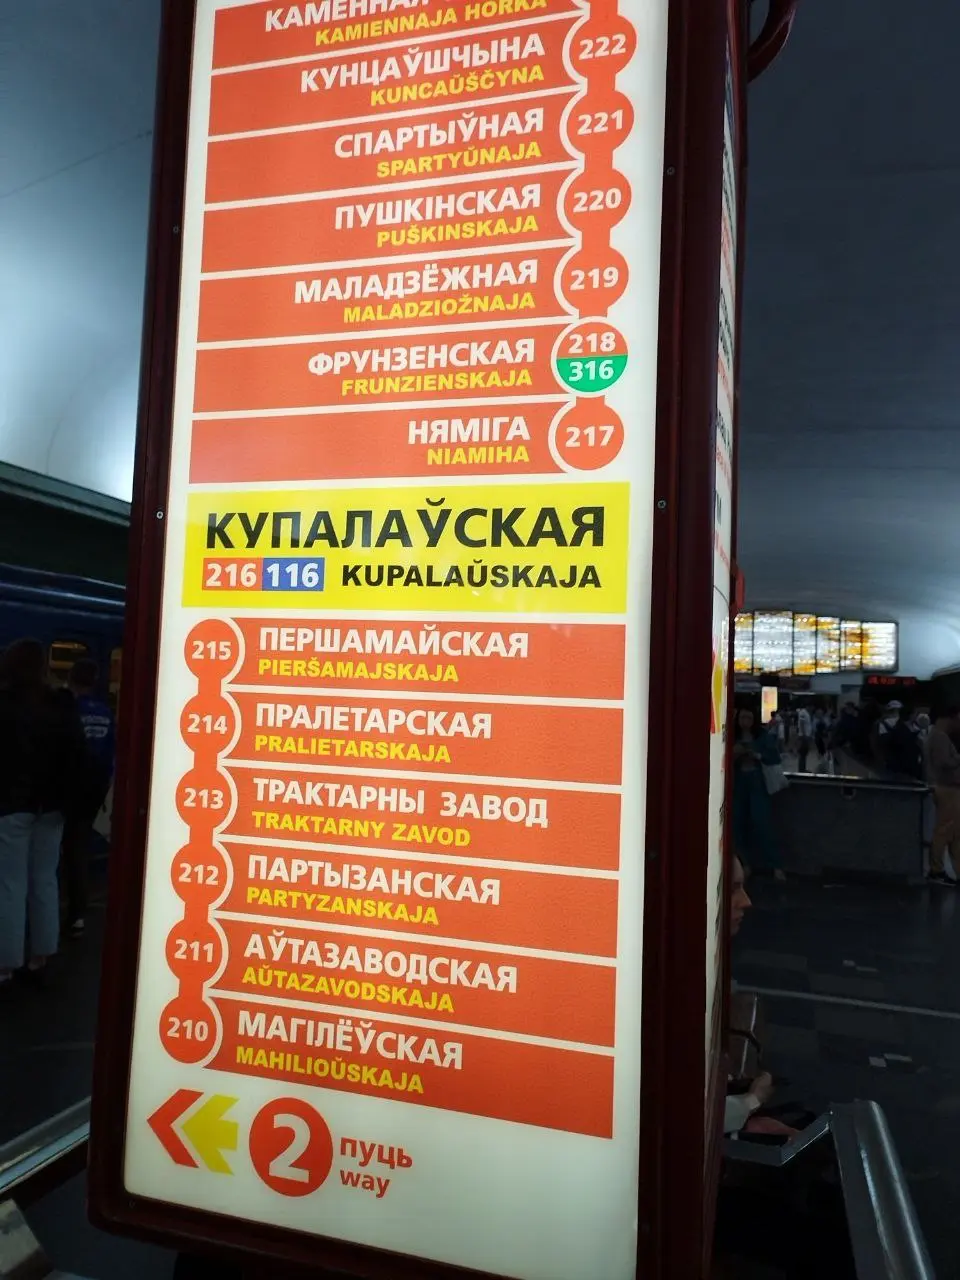 КАМЕННАЯ
KAMIENNAJA HORKA
КУНЦАЎШЧЫНА
KUNCAŬŠČYNA
222
СПАРТЫЎНАЯ
SPARTYŬNAJA
221
ПУШКІНСКАЯ
PUŠKINSKAJA
220
МАЛАДЗЁЖНАЯ
MALADZIOŽNAJA
219
ФРУНЗЕНСКАЯ
FRUNZIENSKAJA
218
316
НЯМІГА
NIAMIHA
217
КУПАЛАЎСКАЯ
216 116 KUPALAŬSKAJA
215
ПЕРШАМАЙСКАЯ
PIERŠAMAJSKAJA
214
ПРАЛЕТАРСКАЯ
PRALIETARSKAJA
213
ТРАКТАРНЫ ЗАВОД
TRAKTARNY ZAVOD
212
ПАРТЫЗАНСКАЯ
PARTYZANSKAJA
211
АЎТАЗАВОДСКАЯ
AŬTAZAVODSKAJA
210
МАГІЛЁЎСКАЯ
MAHILIOŬSKAJA
2
пуць
way